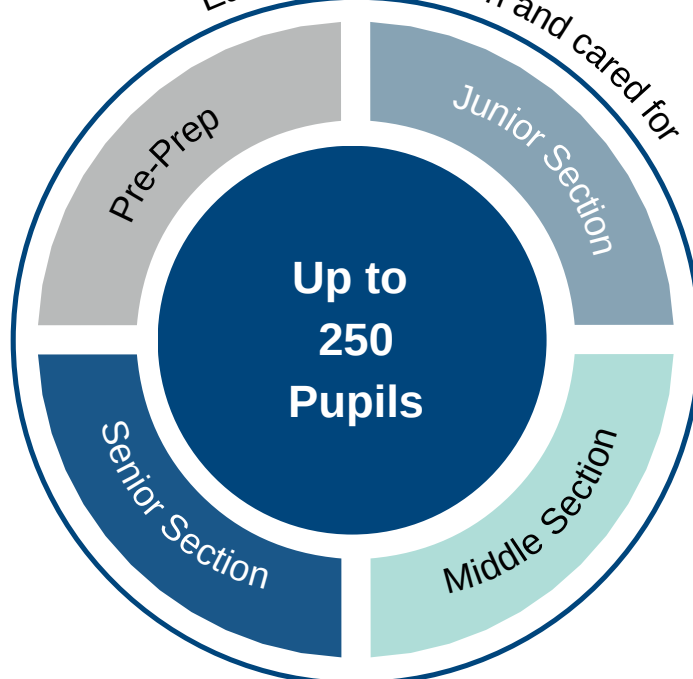 and cared for
Pre-Prep
Junior Section
Up to
250
Pupils
Senior Section
Middle Section